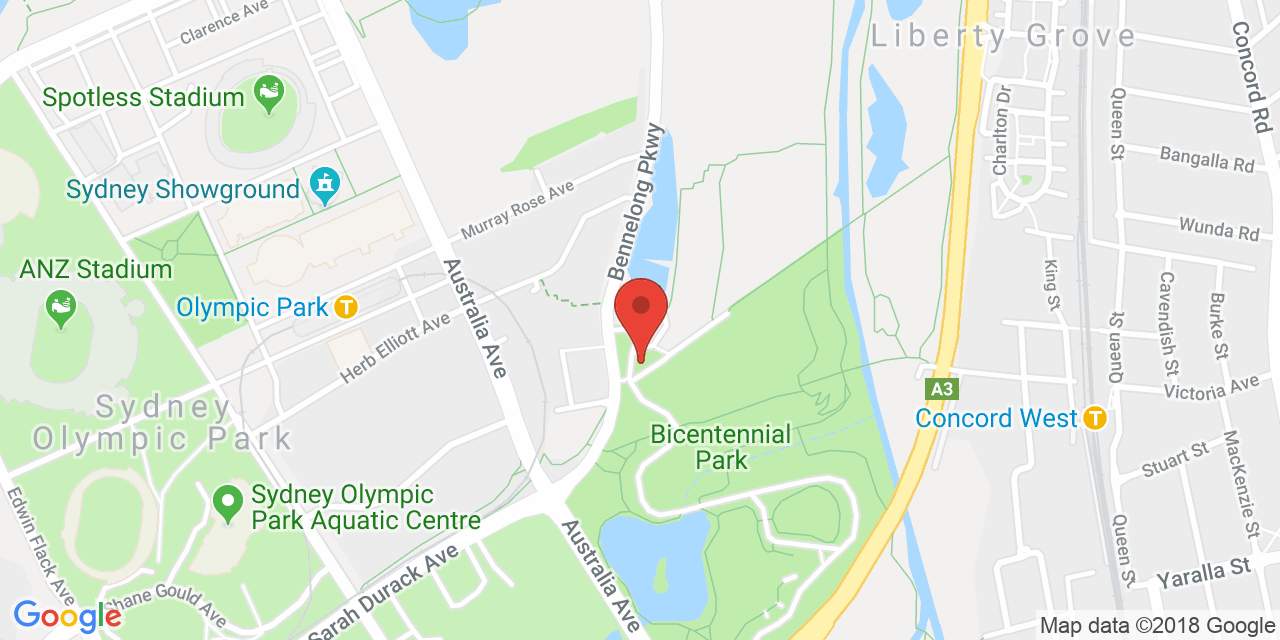 Clarence Ave
Liberty Grove
Concord Rd
Spotless Stadium
Charlton Dr
Queen St
Bennelong Pkwy
Bangalla Rd
Sydney Showground
Murray Rose Ave
Wunda Rd
ANZ Stadium
Australia Ave
King St
Cavendish St
Burke St
Olympic Park
T
Herb Elliott Ave
Queen St
A3
Victoria Ave
Sydney
Olympic Park
Concord West
T
Bicentennial
Park
Stuart St
MacKenzie St
Sydney Olympic
Park Aquatic Centre
Edwin Flack Ave
Australia Ave
Queen St
Sarah Durack Ave
Yaralla St
Shane Gould Ave
Google
Map data ©2018 Google